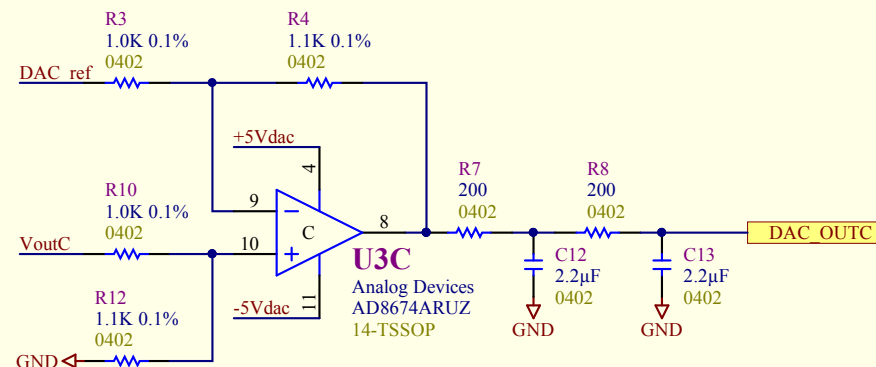 R3
1.0K 0.1%
0402
R4
1.1K 0.1%
0402
DAC_ref
+5Vdac
4
9
8
C
10
11
R10
1.0K 0.1%
0402
VoutC
U3C
Analog Devices
AD8674ARUZ
14-TSSOP
-5Vdac
R12
1.1K 0.1%
0402
GND
R7
200
0402
R8
200
0402
C12
2.2µF
0402
GND
C13
2.2µF
0402
GND
DAC_OUTC